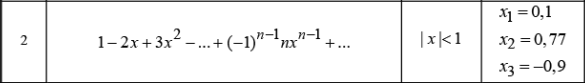 2
1 − 2x + 3x² − ... + (−1)ⁿ⁻¹nxⁿ⁻¹ + ...
| x |< 1
x₁ = 0,1
x₂ = 0,77
x₃ = −0,9